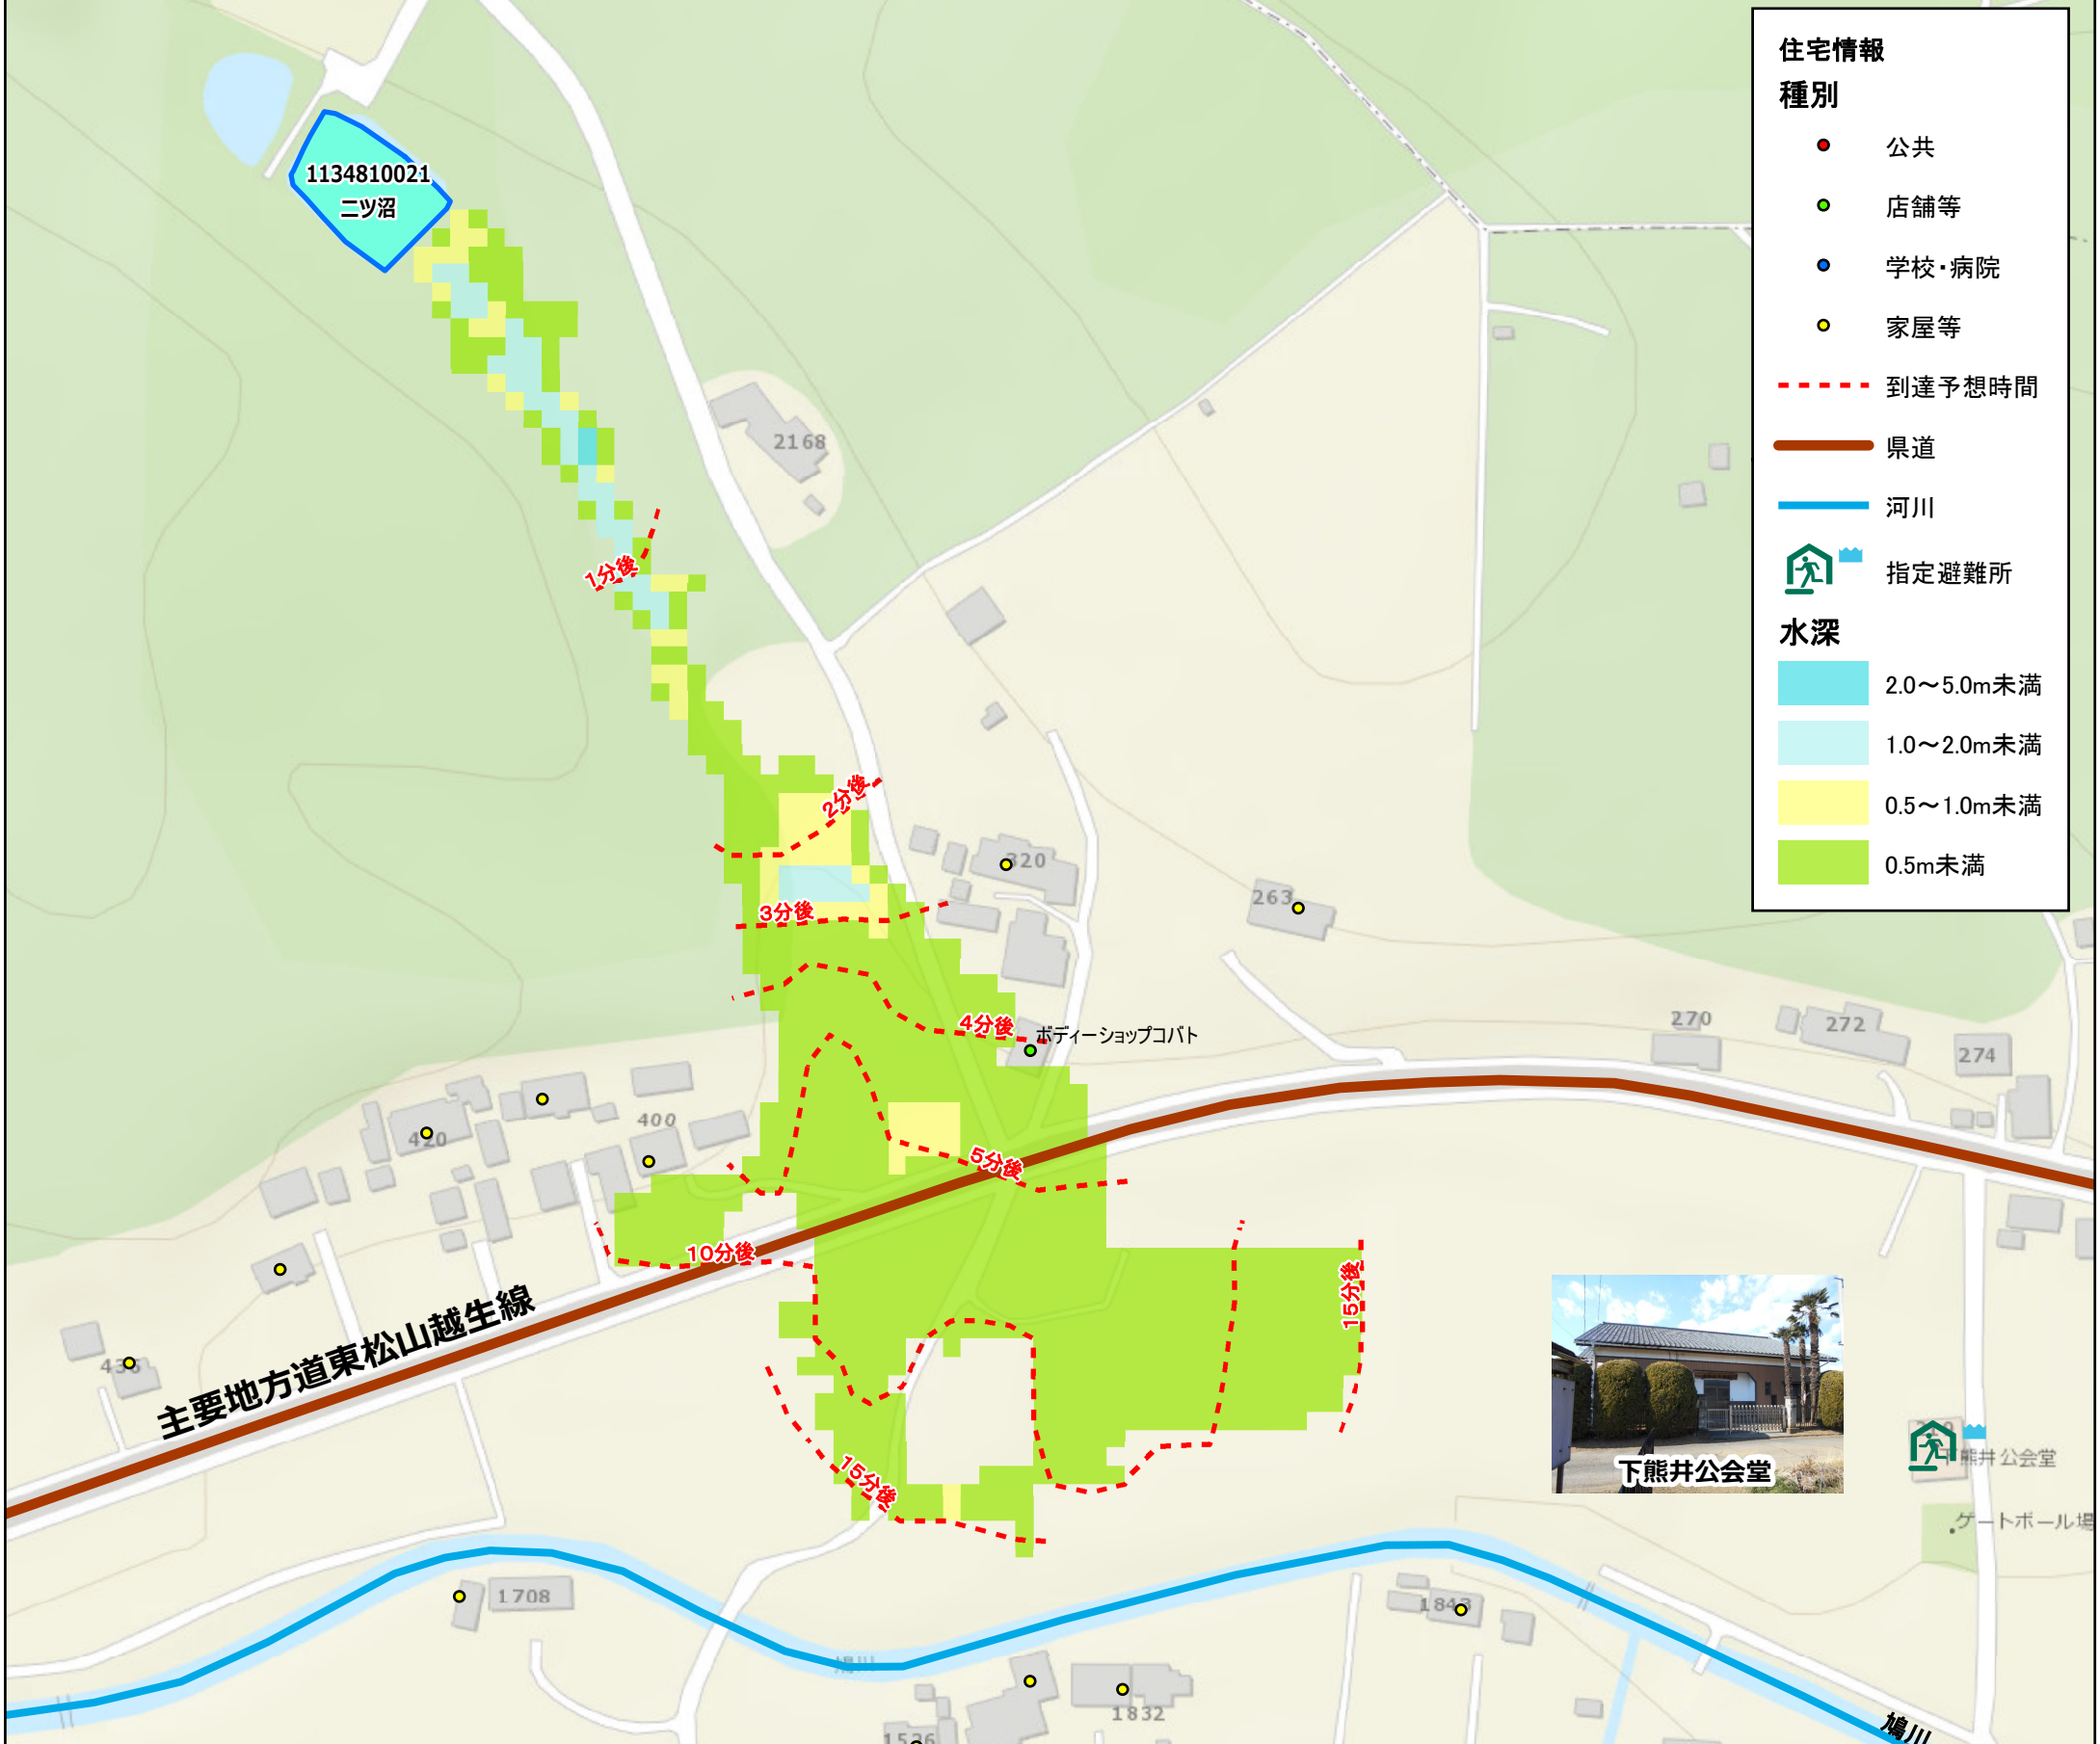 住宅情報
種別
公共
店舗等
学校・病院
家屋等
到達予想時間
県道
河川
指定避難所
水深
2.0～5.0m未満
1.0～2.0m未満
0.5～1.0m未満
0.5m未満
1134810021
二ツ沼
2168
1分後
2分後
320
263
3分後
4分後
ボディーショップコバト
270
272
274
400
420
5分後
10分後
15分後
主要地方道東松山越生線
下熊井公会堂
下熊井公会堂
15分後
ゲートボール場
1708
1843
鳩川
1832
1536
鳩川